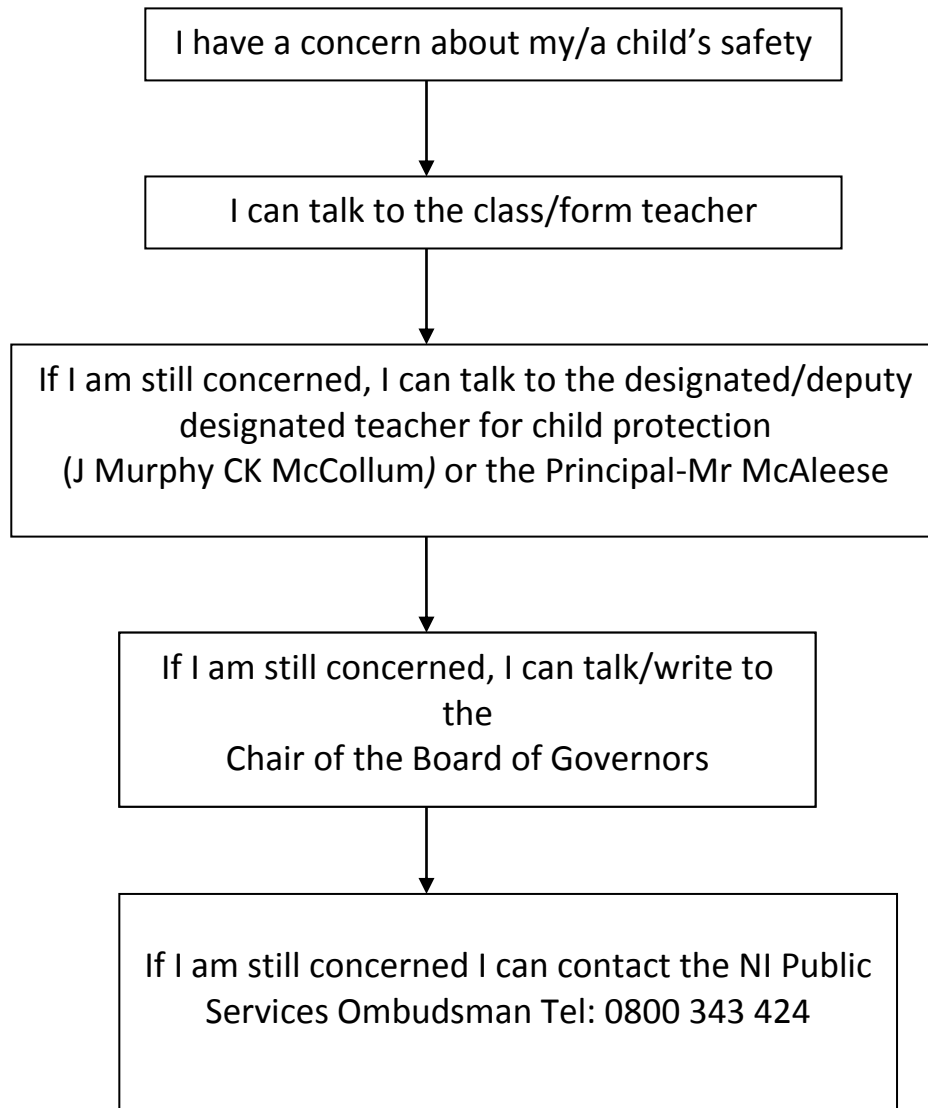 I have a concern about my/a child’s safety
I can talk to the class/form teacher
If I am still concerned, I can talk to the designated/deputy
designated teacher for child protection
(J Murphy CK McCollum) or the Principal-Mr McAleese
If I am still concerned, I can talk/write to
the
Chair of the Board of Governors
If I am still concerned I can contact the NI Public
Services Ombudsman Tel: 0800 343 424